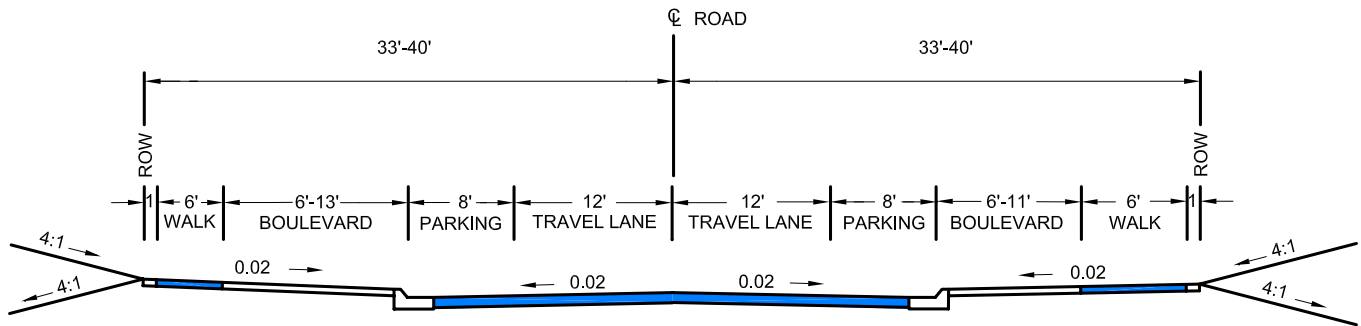 ℄ ROAD
33'-40' 33'-40'
ROW ROW
1 6' 6'-13' 8' 12' 12' 8' 6'-11' 6' 1
WALK BOULEVARD PARKING TRAVEL LANE TRAVEL LANE PARKING BOULEVARD WALK
4:1 0.02 0.02 0.02 0.02 4:1
4:1 4:1